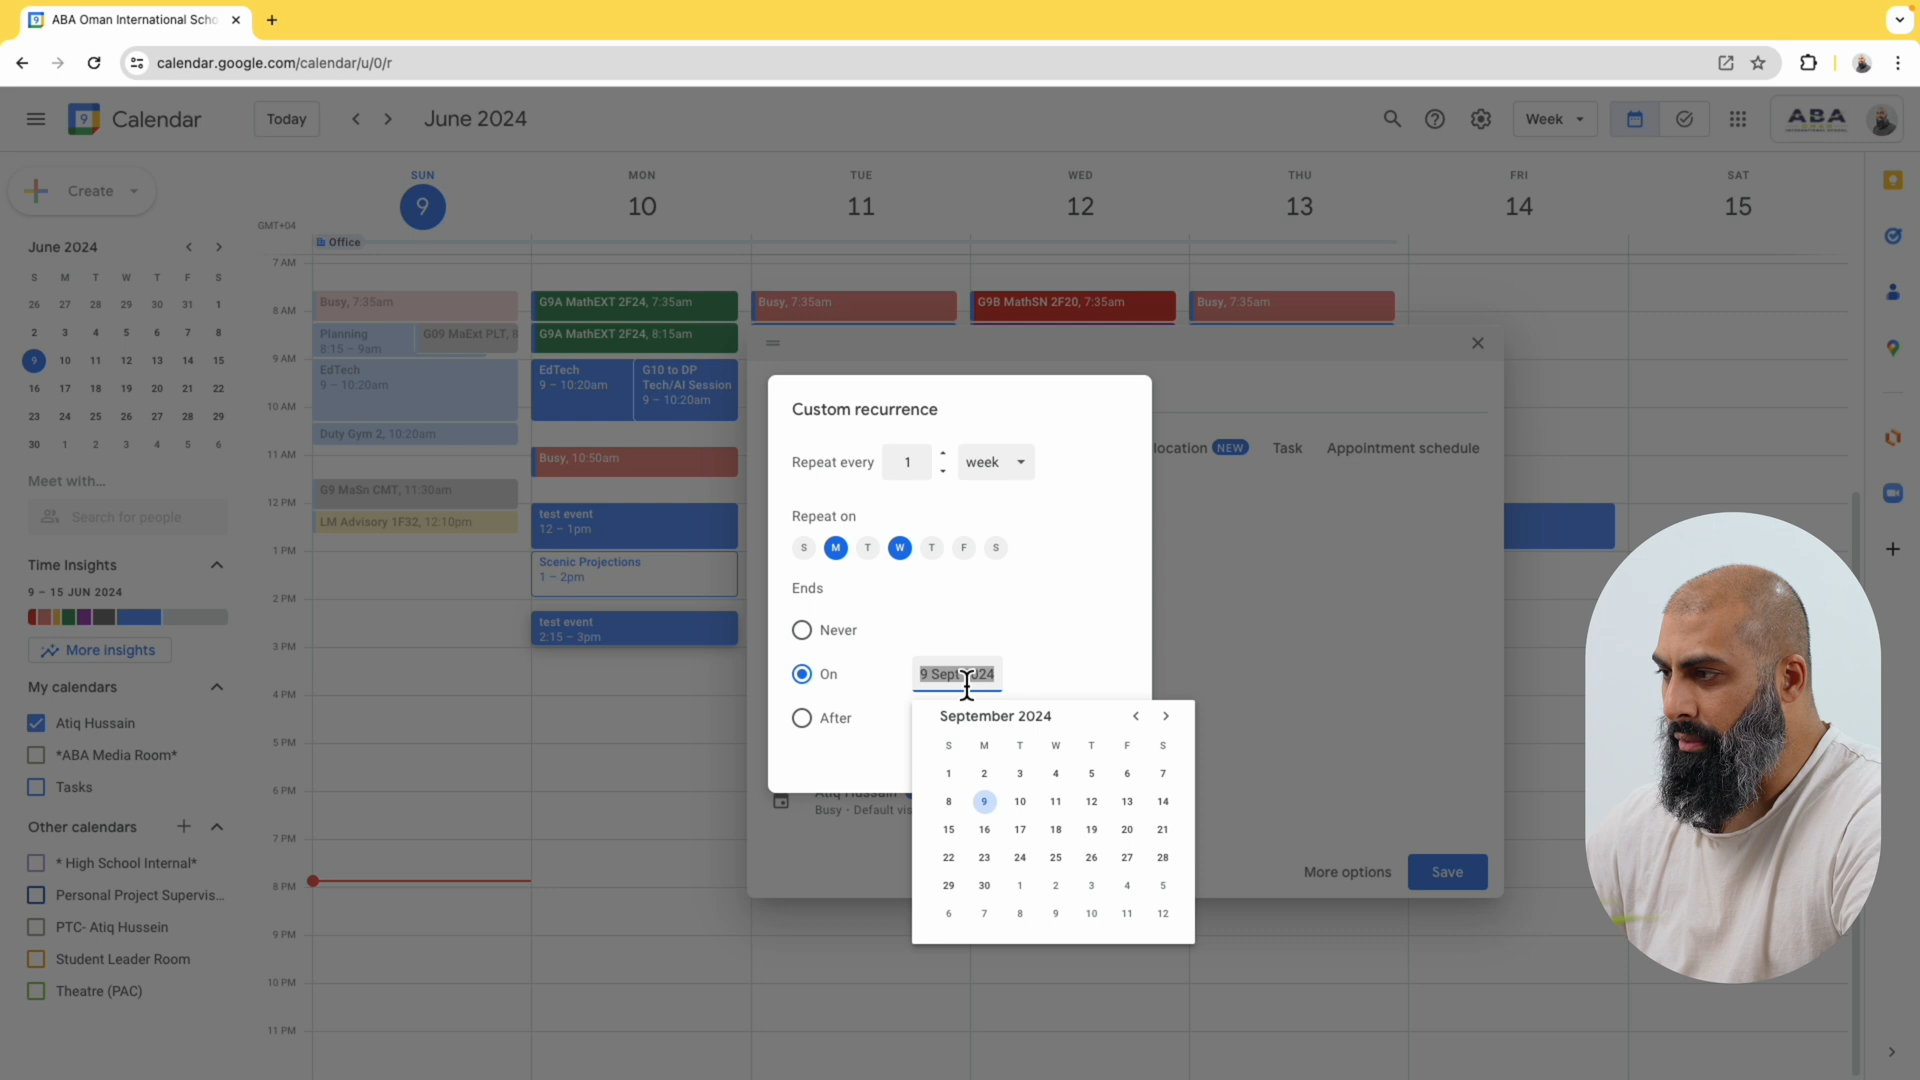 ABA Oman International Scho
calendar.google.com/calendar/u/0/r
9 Calendar
Today
June 2024
Week
ABA
OMAN
INTERNATIONAL SCHOOL
Create
GMT+04
SUN
9
MON
10
TUE
11
WED
12
THU
13
FRI
14
SAT
15
Office
June 2024
S M T W T F S
26 27 28 29 30 31 1
2 3 4 5 6 7 8
9 10 11 12 13 14 15
16 17 18 19 20 21 22
23 24 25 26 27 28 29
30 1 2 3 4 5 6
Meet with...
Search for people
Time Insights
9 – 15 JUN 2024
More insights
My calendars
Atiq Hussain
*ABA Media Room*
Tasks
Other calendars
* High School Internal*
Personal Project Supervis...
PTC- Atiq Hussein
Student Leader Room
Theatre (PAC)
7 AM
8 AM
9 AM
10 AM
11 AM
12 PM
1 PM
2 PM
3 PM
4 PM
5 PM
6 PM
7 PM
8 PM
9 PM
10 PM
11 PM
Busy, 7:35am
Planning
8:15 – 9am
G09 MaExt PLT, 8
EdTech
9 – 10:20am
Duty Gym 2, 10:20am
G9 MaSn CMT, 11:30am
LM Advisory 1F32, 12:10pm
G9A MathEXT 2F24, 7:35am
G9A MathEXT 2F24, 8:15am
EdTech
9 – 10:20am
G10 to DP
Tech/AI Session
9 – 10:20am
Busy, 10:50am
test event
12 – 1pm
Scenic Projections
1 – 2pm
test event
2:15 – 3pm
Busy, 7:35am
G9B MathSN 2F20, 7:35am
Busy, 7:35am
location NEW
Task
Appointment schedule
Custom recurrence
Repeat every 1 week
Repeat on
S M T W T F S
Ends
Never
On
9 Sept 2024
After
September 2024
S M T W T F S
1 2 3 4 5 6 7
8 9 10 11 12 13 14
15 16 17 18 19 20 21
22 23 24 25 26 27 28
29 30 1 2 3 4 5
6 7 8 9 10 11 12
Atiq Hussain
Busy · Default vis
More options
Save